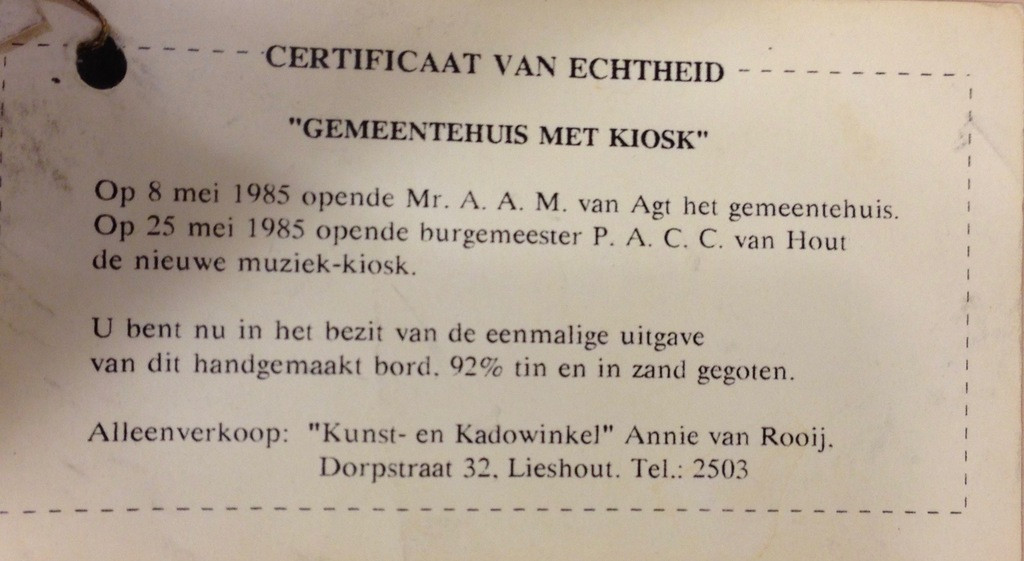 CERTIFICAAT VAN ECHTHEID
"GEMEENTEHUIS MET KIOSK"
Op 8 mei 1985 opende Mr. A. A. M. van Agt het gemeentehuis.
Op 25 mei 1985 opende burgemeester P. A. C. C. van Hout
de nieuwe muziek-kiosk.
U bent nu in het bezit van de eenmalige uitgave
van dit handgemaakt bord. 92% tin en in zand gegoten.
Alleenverkoop: "Kunst- en Kadowinkel" Annie van Rooij.
Dorpstraat 32. Lieshout. Tel.: 2503